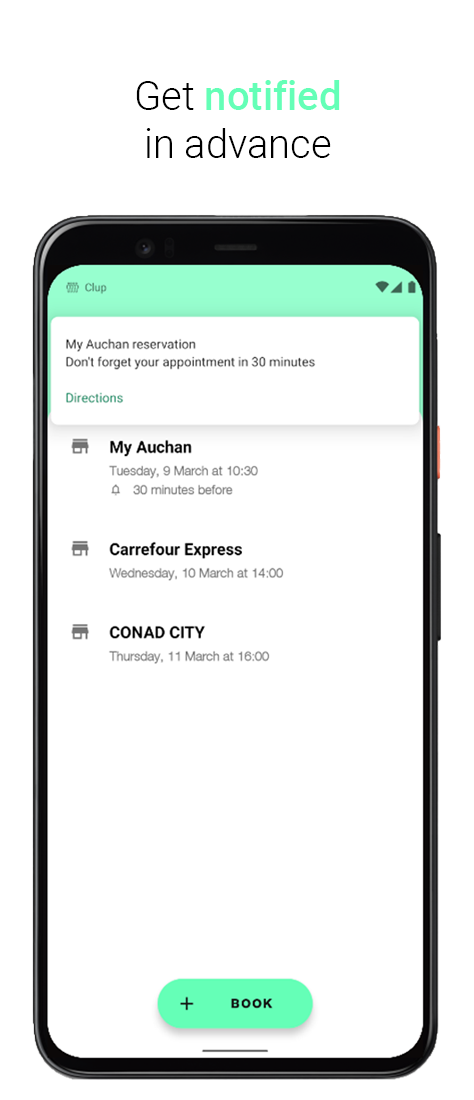 Get notified
in advance
Clup
My Auchan reservation
Don't forget your appointment in 30 minutes
Directions
My Auchan
Tuesday, 9 March at 10:30
30 minutes before
Carrefour Express
Wednesday, 10 March at 14:00
CONAD CITY
Thursday, 11 March at 16:00
+ BOOK